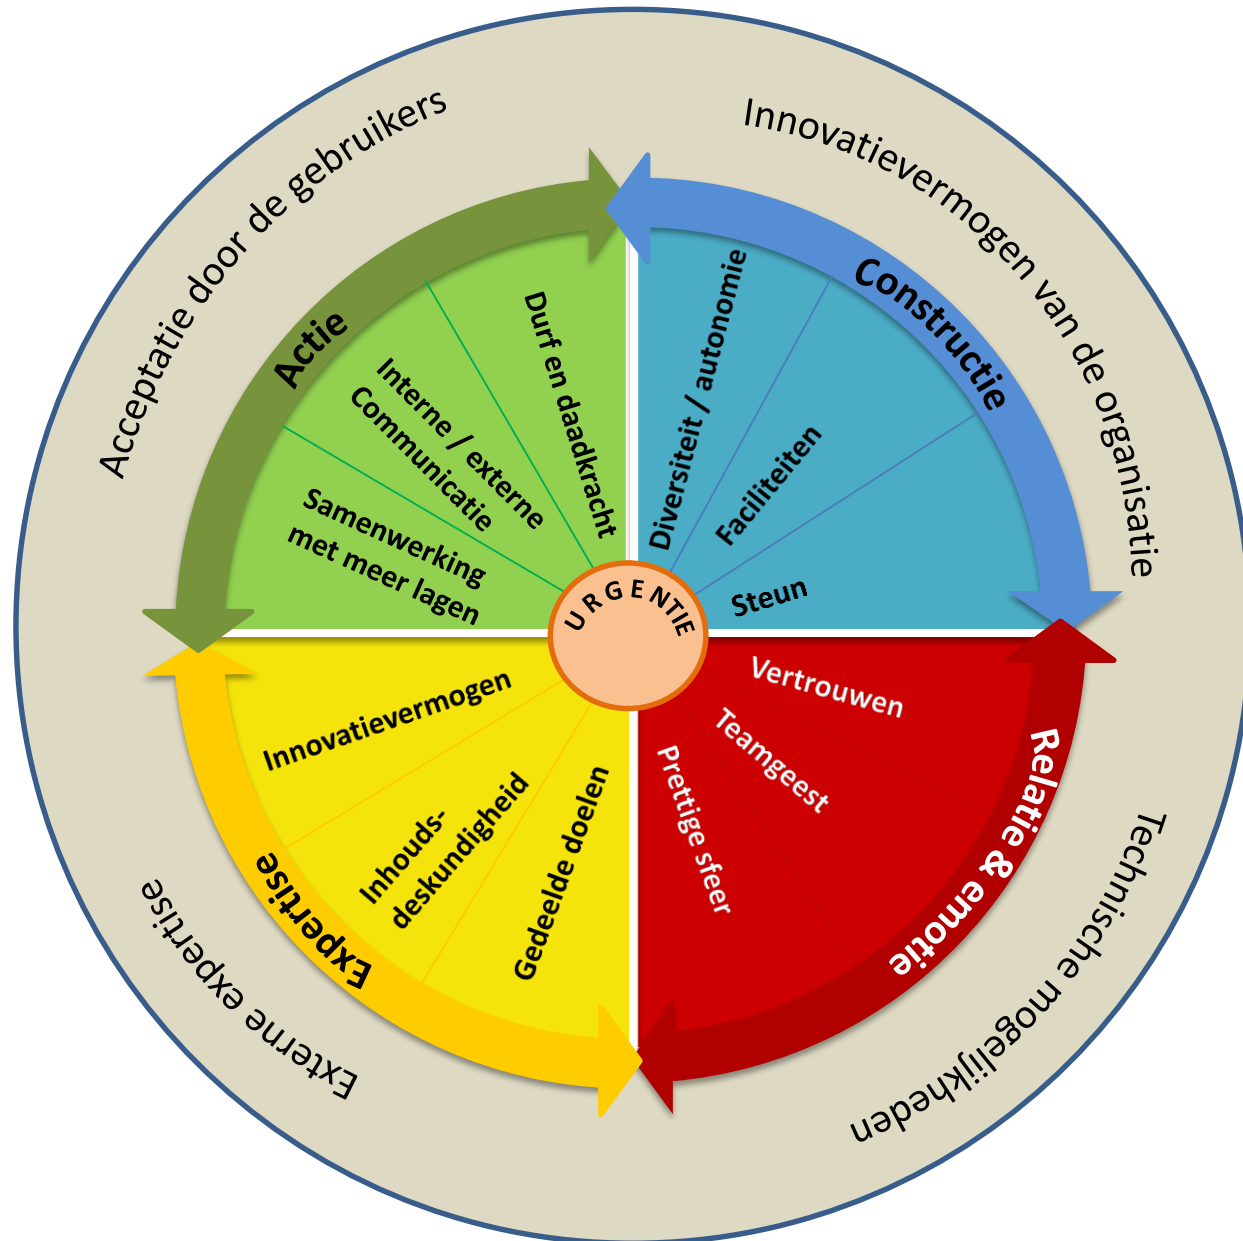 Acceptatie door de gebruikers
Innovatievermogen van de organisatie
Technische mogelijkheden
Externe expertise
Actie
Samenwerking
met meer lagen
Interne / externe
Communicatie
Durf en daadkracht
Constructie
Diversiteit / autonomie
Faciliteiten
Steun
Relatie & emotie
Vertrouwen
Teamgeest
Prettige sfeer
Expertise
Gedeelde doelen
Inhouds-
deskundigheid
Innovatievermogen
URGENTIE